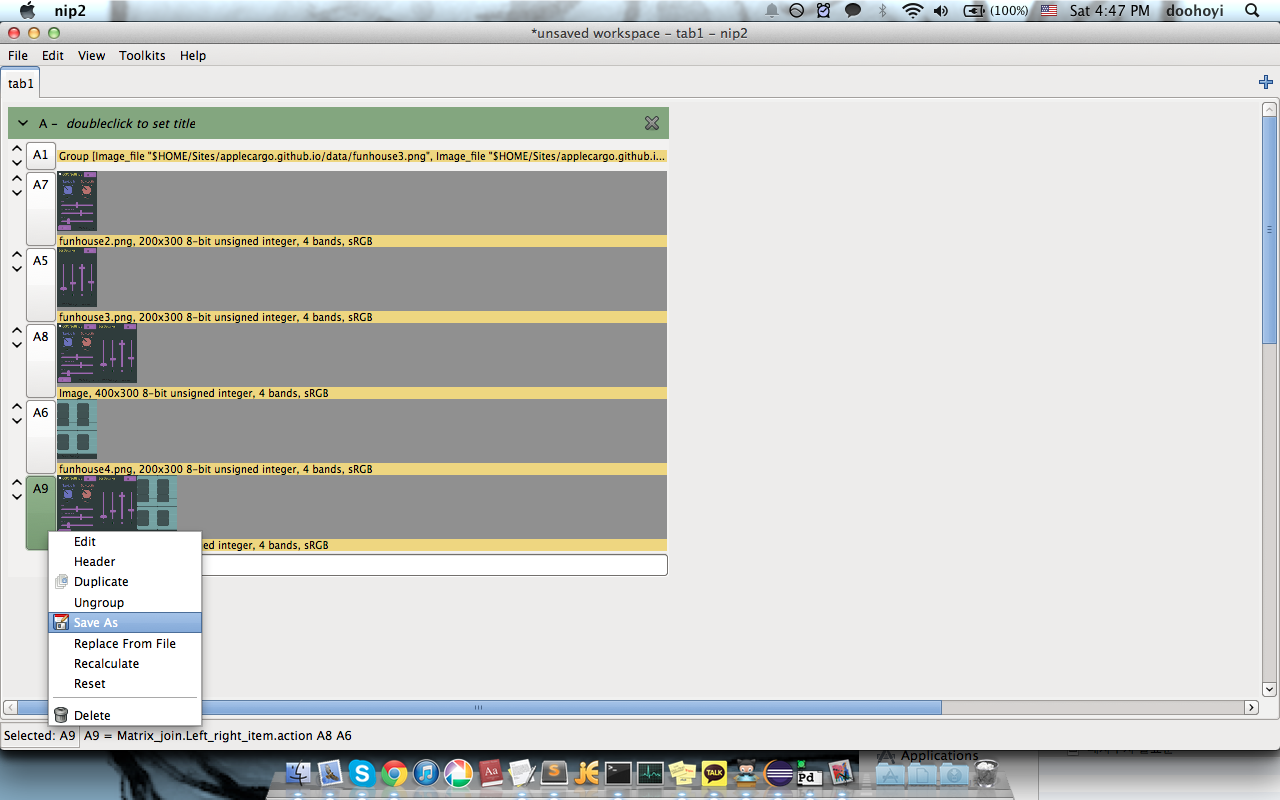 nip2
(100%)
Sat 4:47 PM
doohoyi
*unsaved workspace – tab1 – nip2
File Edit View Toolkits Help
tab1
A – doubleclick to set title
A1
Group [Image_file "$HOME/Sites/applecargo.github.io/data/funhouse3.png", Image_file "$HOME/Sites/applecargo.github.i...
A7
funhouse2.png, 200x300 8-bit unsigned integer, 4 bands, sRGB
A5
funhouse3.png, 200x300 8-bit unsigned integer, 4 bands, sRGB
A8
Image, 400x300 8-bit unsigned integer, 4 bands, sRGB
A6
funhouse4.png, 200x300 8-bit unsigned integer, 4 bands, sRGB
A9
ed integer, 4 bands, sRGB
Edit
Header
Duplicate
Ungroup
Save As
Replace From File
Recalculate
Reset
Delete
Selected: A9 A9 = Matrix_join.Left_right_item.action A8 A6
Applications
Aa
S
TALK
Pd